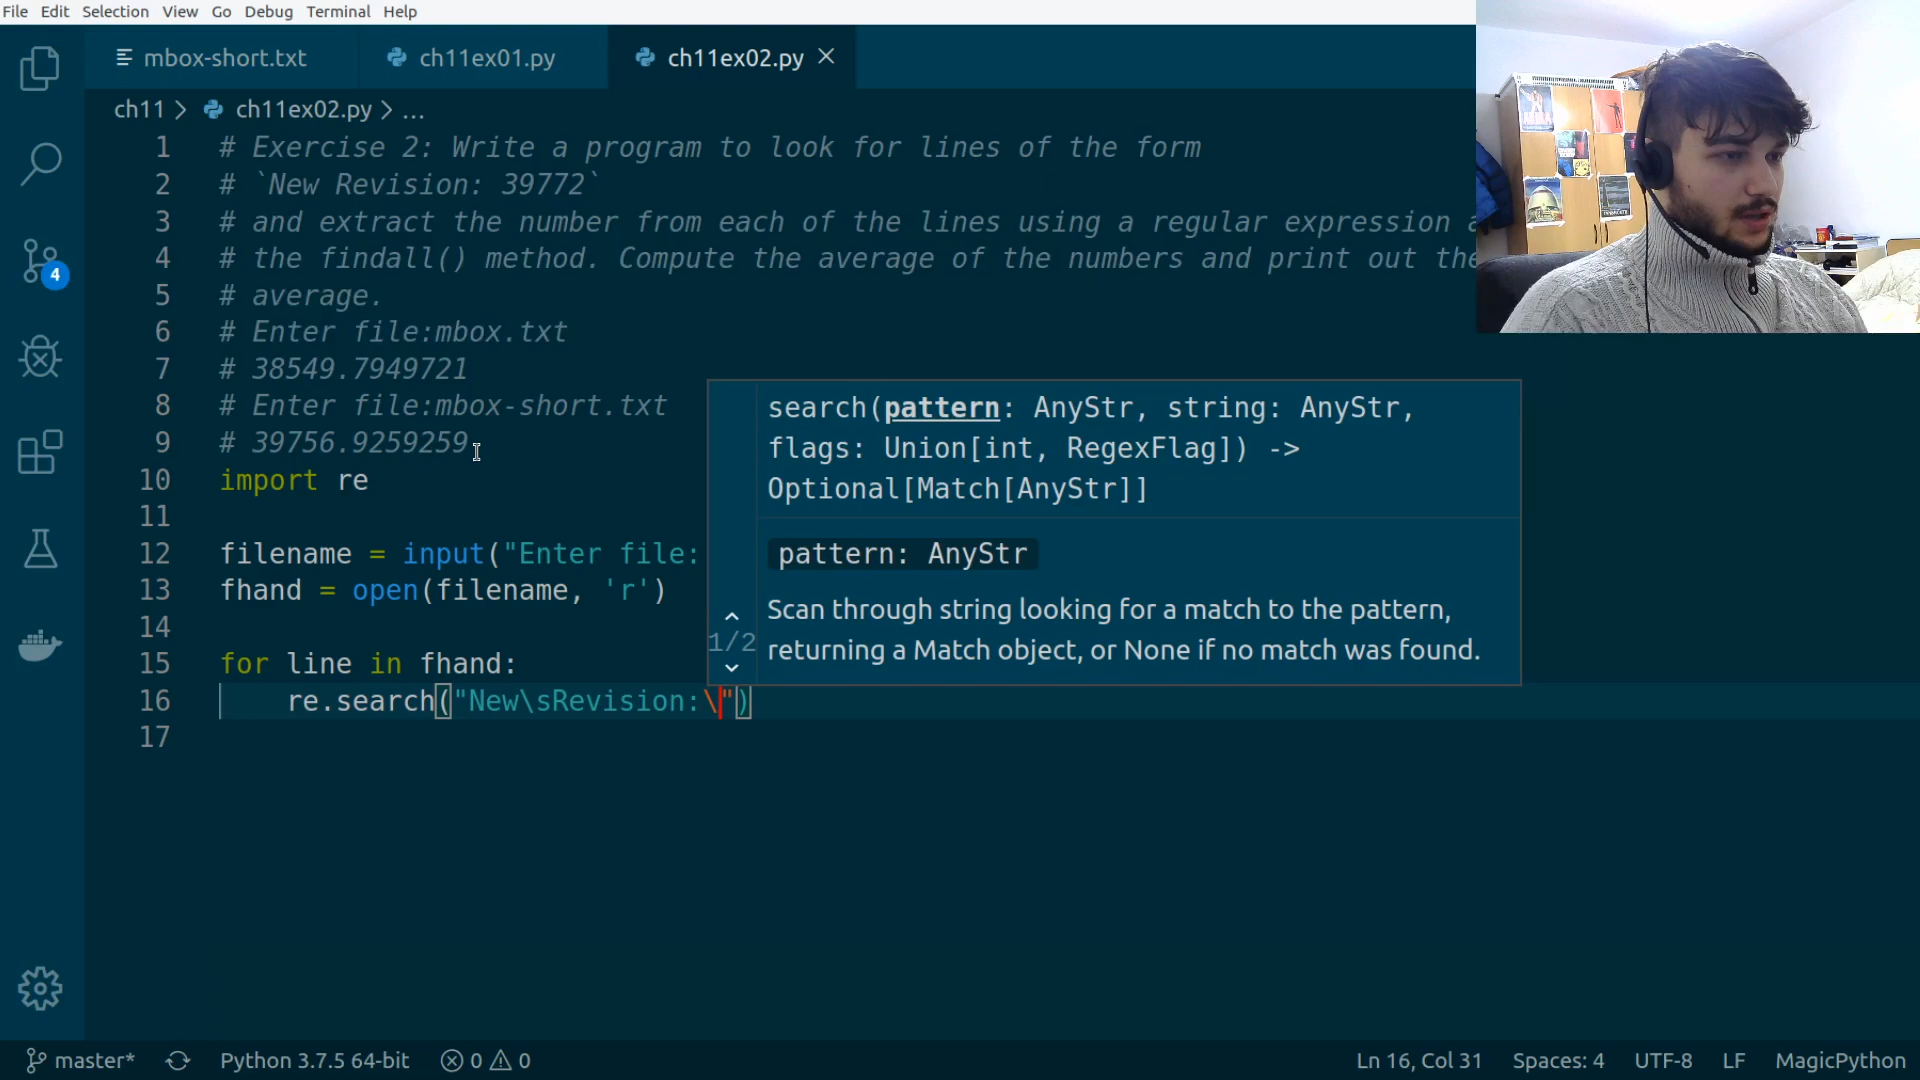 File Edit Selection View Go Debug Terminal Help
mbox-short.txt ch11ex01.py ch11ex02.py
ch11 > ch11ex02.py > ...
1 # Exercise 2: Write a program to look for lines of the form
2 # `New Revision: 39772`
3 # and extract the number from each of the lines using a regular expression a
4 # the findall() method. Compute the average of the numbers and print out the
5 # average.
6 # Enter file:mbox.txt
7 # 38549.7949721
8 # Enter file:mbox-short.txt
9 # 39756.9259259
10 import re
11
12 filename = input("Enter file:
13 fhand = open(filename, 'r')
14
15 for line in fhand:
16 re.search("New\sRevision:\")
17
search(pattern: AnyStr, string: AnyStr,
flags: Union[int, RegexFlag]) ->
Optional[Match[AnyStr]]
pattern: AnyStr
Scan through string looking for a match to the pattern,
1/2
returning a Match object, or None if no match was found.
4
master* Python 3.7.5 64-bit 0 0 Ln 16, Col 31 Spaces: 4 UTF-8 LF MagicPython